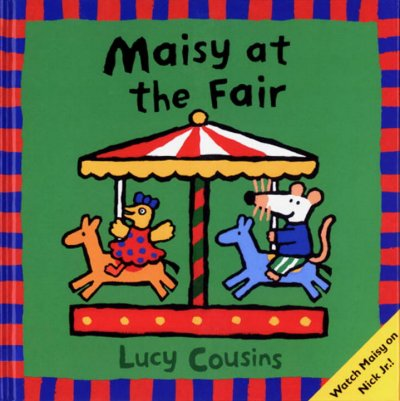 Maisy at
the Fair
Lucy Cousins
Watch Maisy on
Nick Jr.!